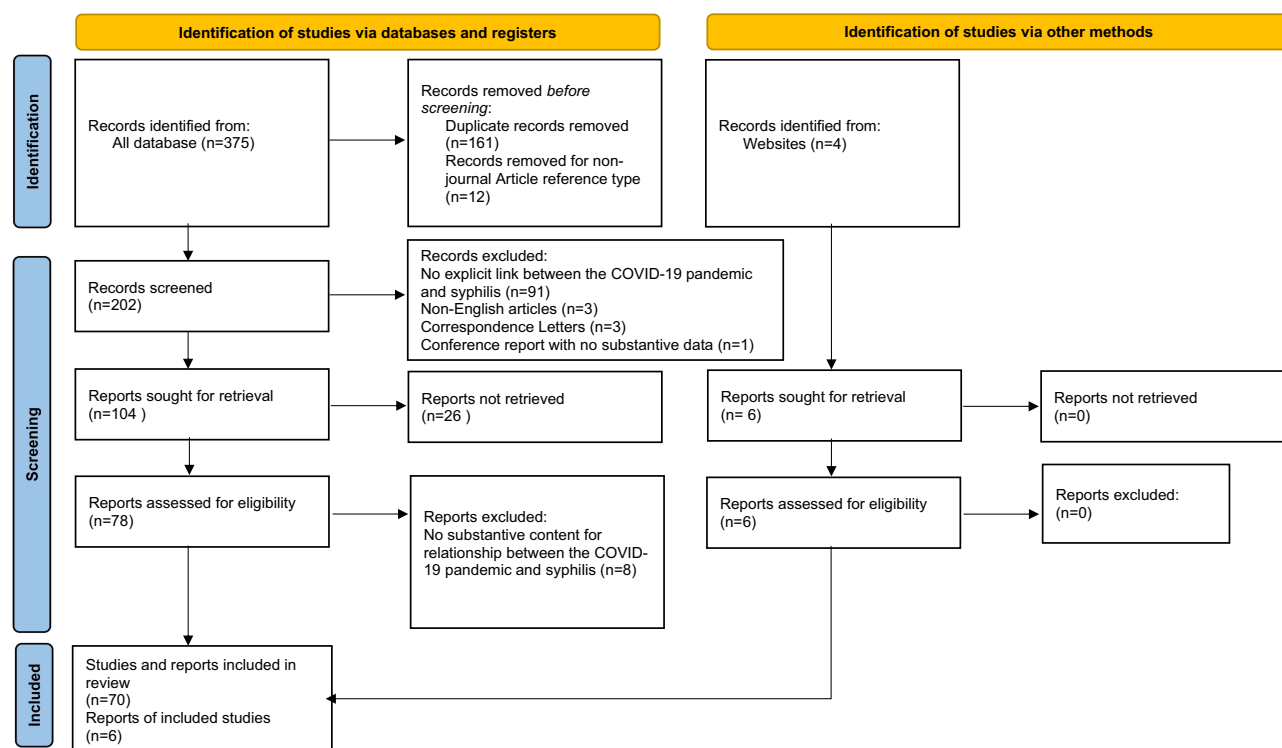 Identification of studies via databases and registers
Identification of studies via other methods
Identification
Records identified from:
All database (n=375)
Records removed before
screening:
Duplicate records removed
(n=161)
Records removed for non-
journal Article reference type
(n=12)
Records identified from:
Websites (n=4)
Screening
Records screened
(n=202)
Records excluded:
No explicit link between the COVID-19 pandemic
and syphilis (n=91)
Non-English articles (n=3)
Correspondence Letters (n=3)
Conference report with no substantive data (n=1)
Reports sought for retrieval
(n=104 )
Reports not retrieved
(n=26 )
Reports sought for retrieval
(n= 6)
Reports not retrieved
(n=0)
Reports assessed for eligibility
(n=78)
Reports excluded:
No substantive content for
relationship between the COVID-
19 pandemic and syphilis (n=8)
Reports assessed for eligibility
(n=6)
Reports excluded:
(n=0)
Included
Studies and reports included in
review
(n=70)
Reports of included studies
(n=6)